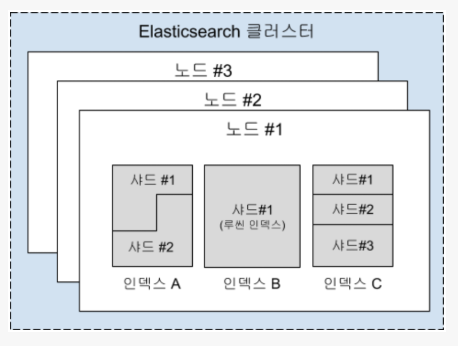 Elasticsearch 클러스터
노드 #3
노드 #2
노드 #1
샤드 #1
샤드 #2
인덱스 A
샤드#1
(루씬 인덱스)
인덱스 B
샤드#1
샤드#2
샤드#3
인덱스 C